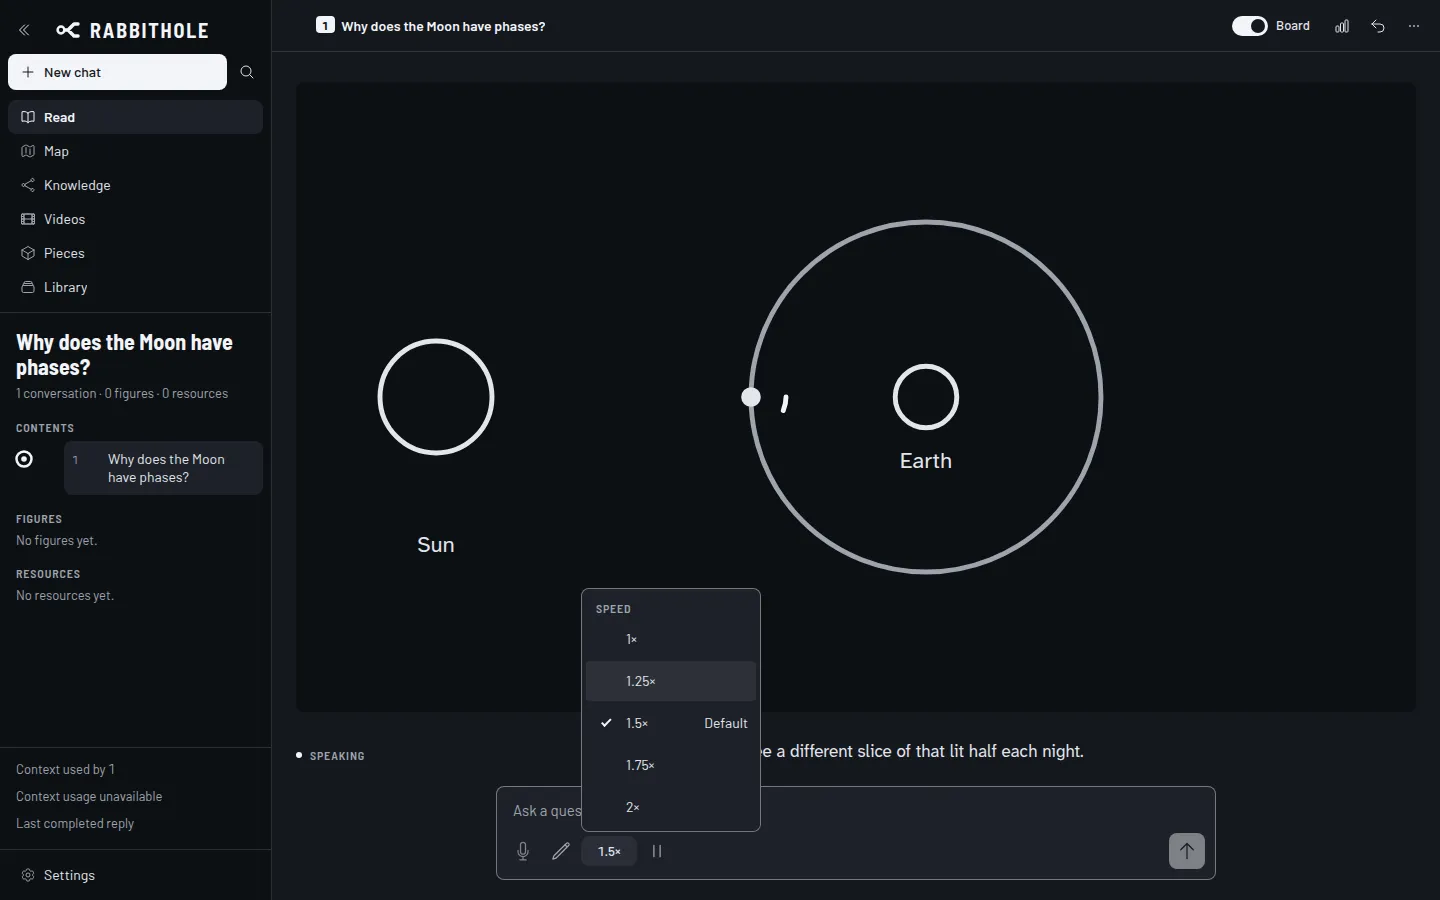 RABBITHOLE
New chat
Read
Map
Knowledge
Videos
Pieces
Library
Why does the Moon have
phases?
1 conversation · 0 figures · 0 resources
CONTENTS
1 Why does the Moon
have phases?
FIGURES
No figures yet.
RESOURCES
No resources yet.
Context used by 1
Context usage unavailable
Last completed reply
Settings
1 Why does the Moon have phases?
Board
Sun
Earth
SPEED
1×
1.25×
1.5× Default
1.75×
2×
SPEAKING
e a different slice of that lit half each night.
Ask a ques
1.5×